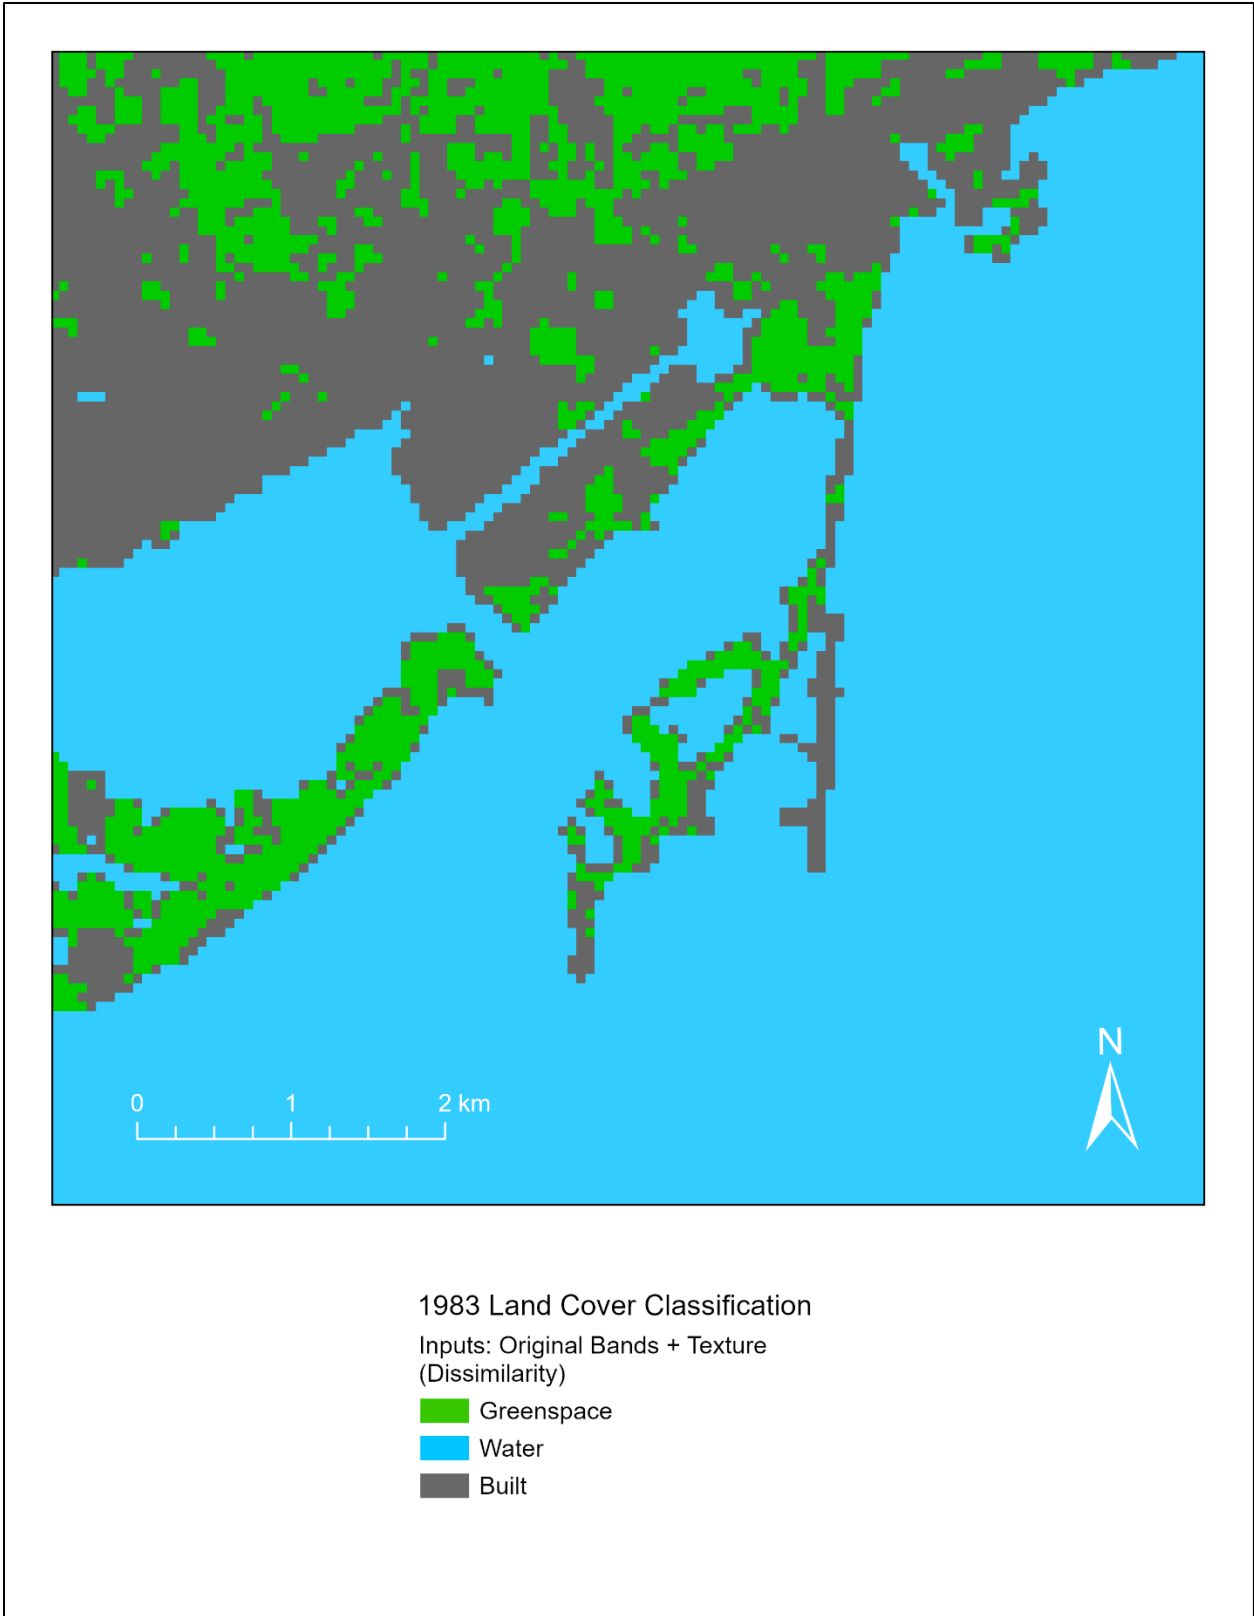 N
0 1 2 km
1983 Land Cover Classification
Inputs: Original Bands + Texture
(Dissimilarity)
Greenspace
Water
Built